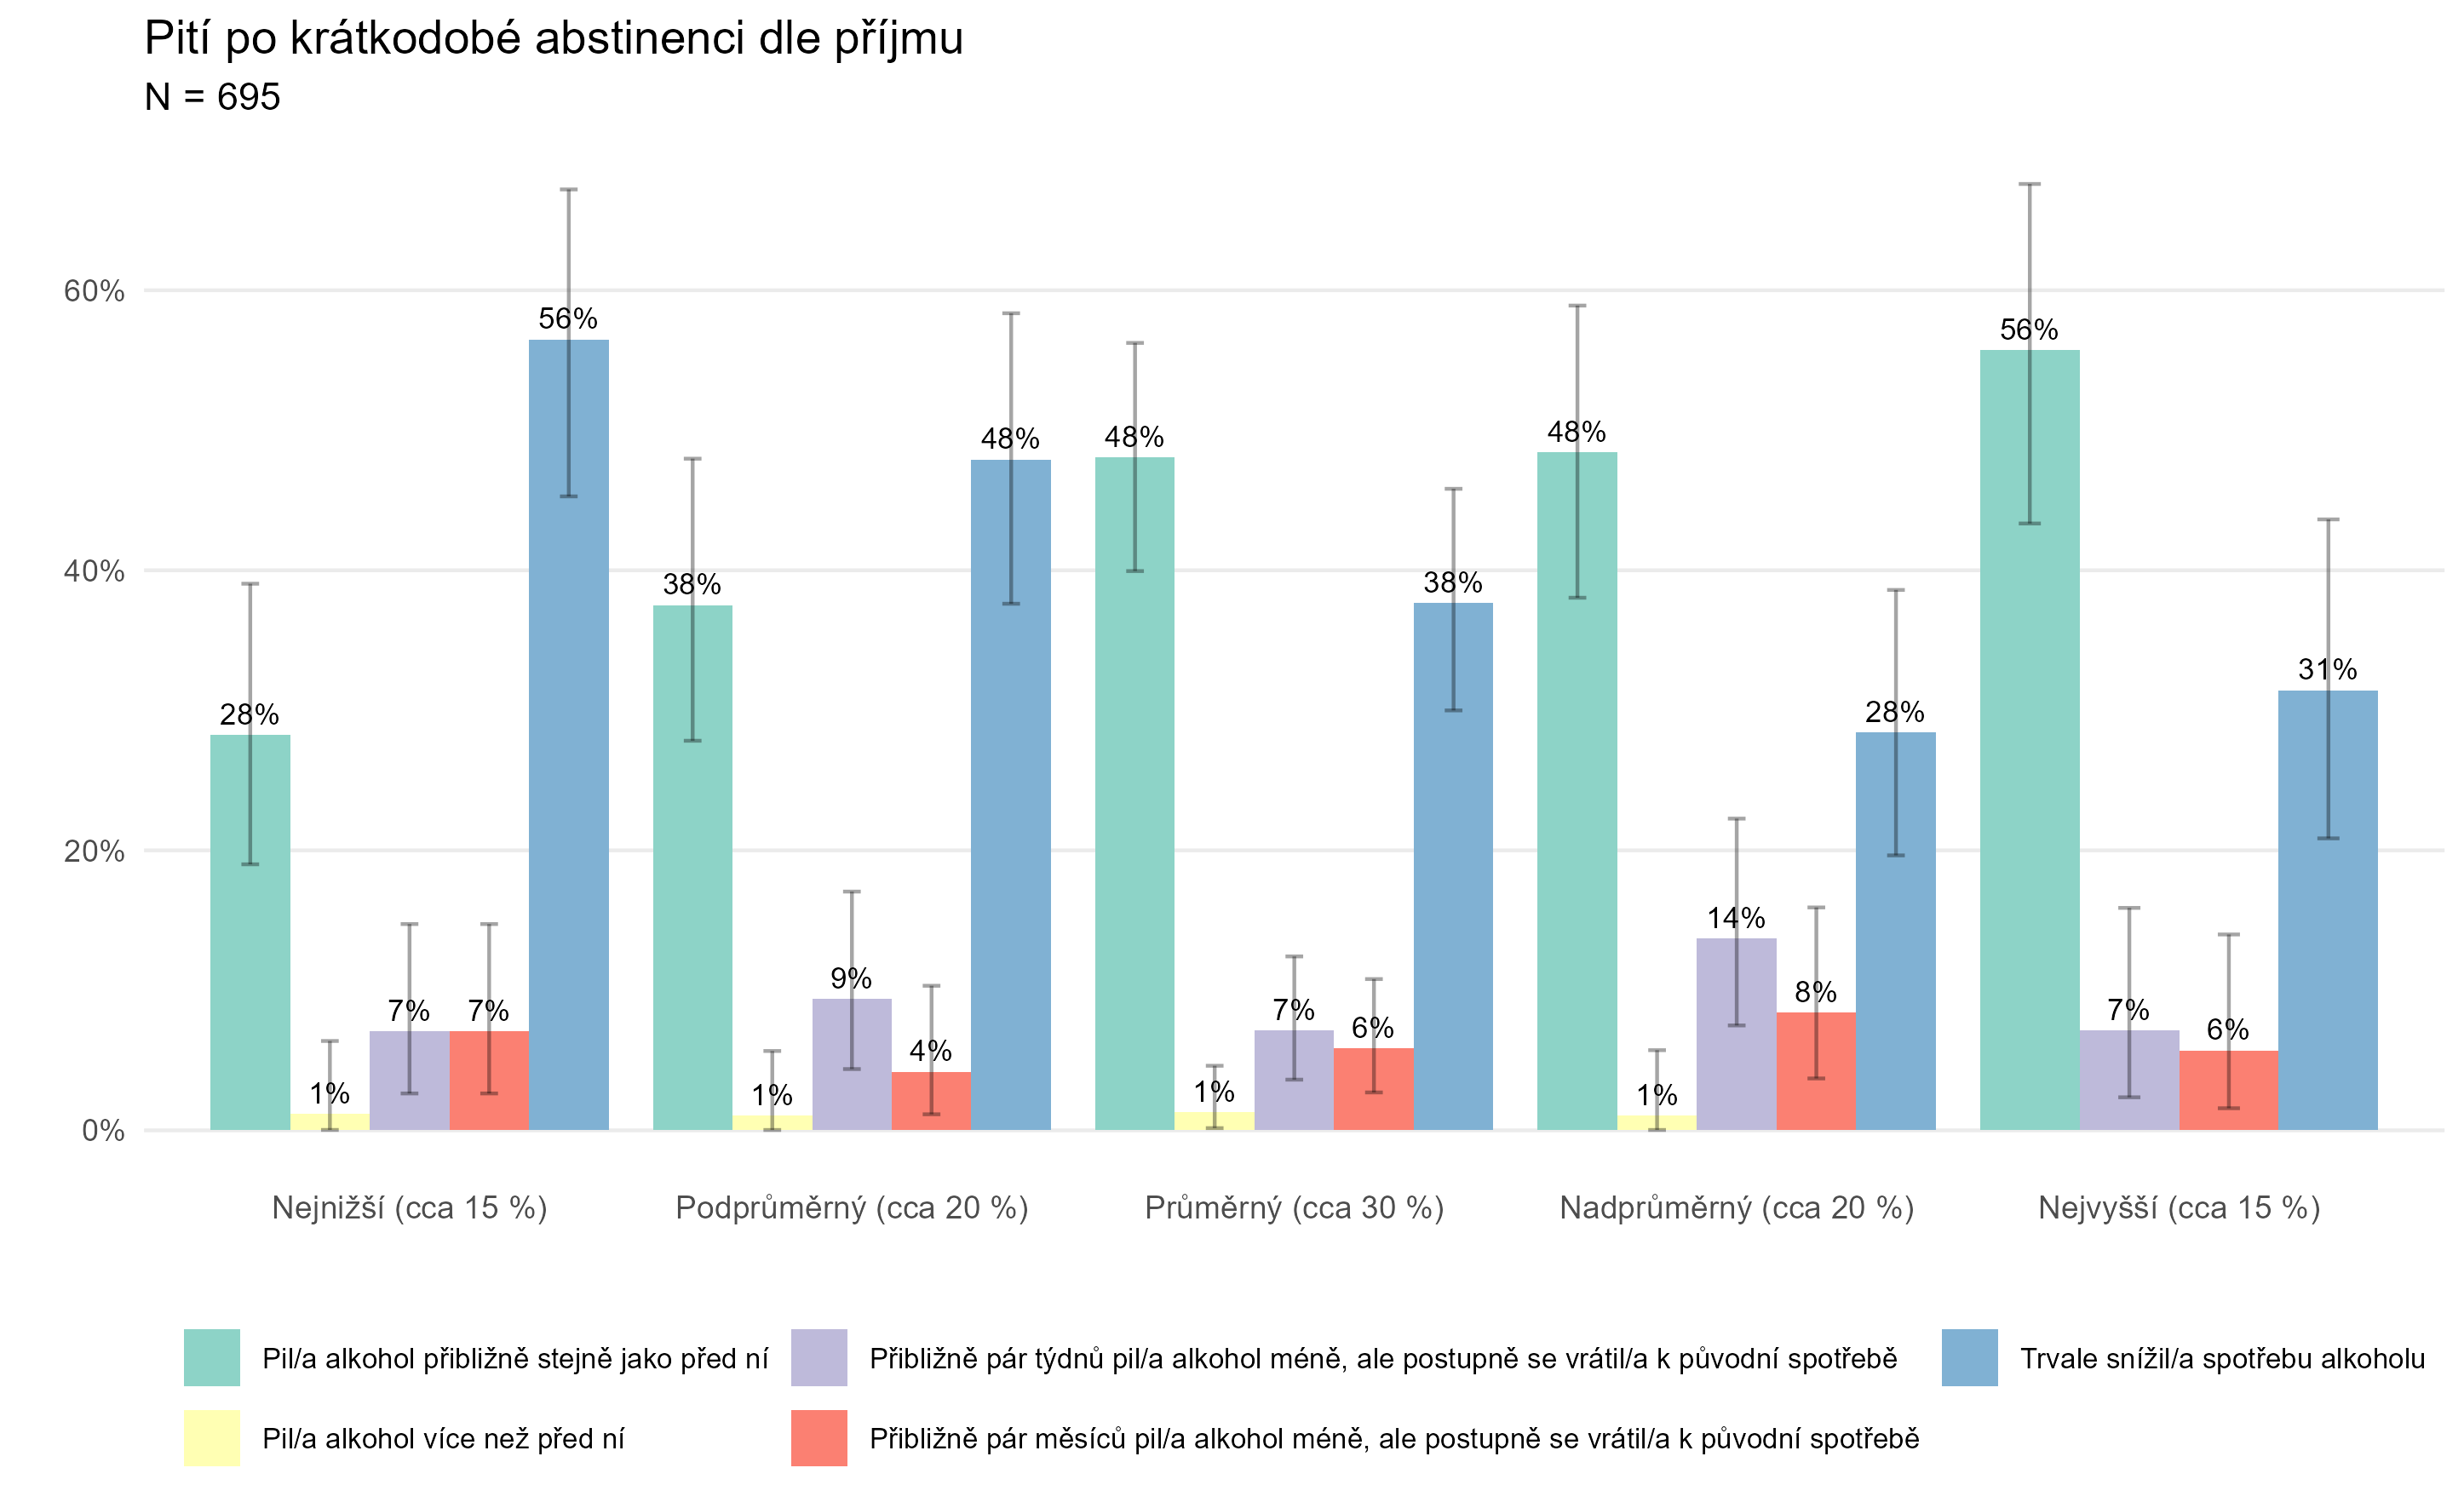 Pití po krátkodobé abstinenci dle příjmu
N = 695
60%
40%
20%
0%
28%
1%
7%
7%
56%
38%
1%
9%
4%
48%
48%
1%
7%
6%
38%
48%
1%
14%
8%
28%
56%
7%
6%
31%
Nejnižší (cca 15 %)
Podprůměrný (cca 20 %)
Průměrný (cca 30 %)
Nadprůměrný (cca 20 %)
Nejvyšší (cca 15 %)
Pil/a alkohol přibližně stejně jako před ní
Pil/a alkohol více než před ní
Přibližně pár týdnů pil/a alkohol méně, ale postupně se vrátil/a k původní spotřebě
Přibližně pár měsíců pil/a alkohol méně, ale postupně se vrátil/a k původní spotřebě
Trvale snížil/a spotřebu alkoholu